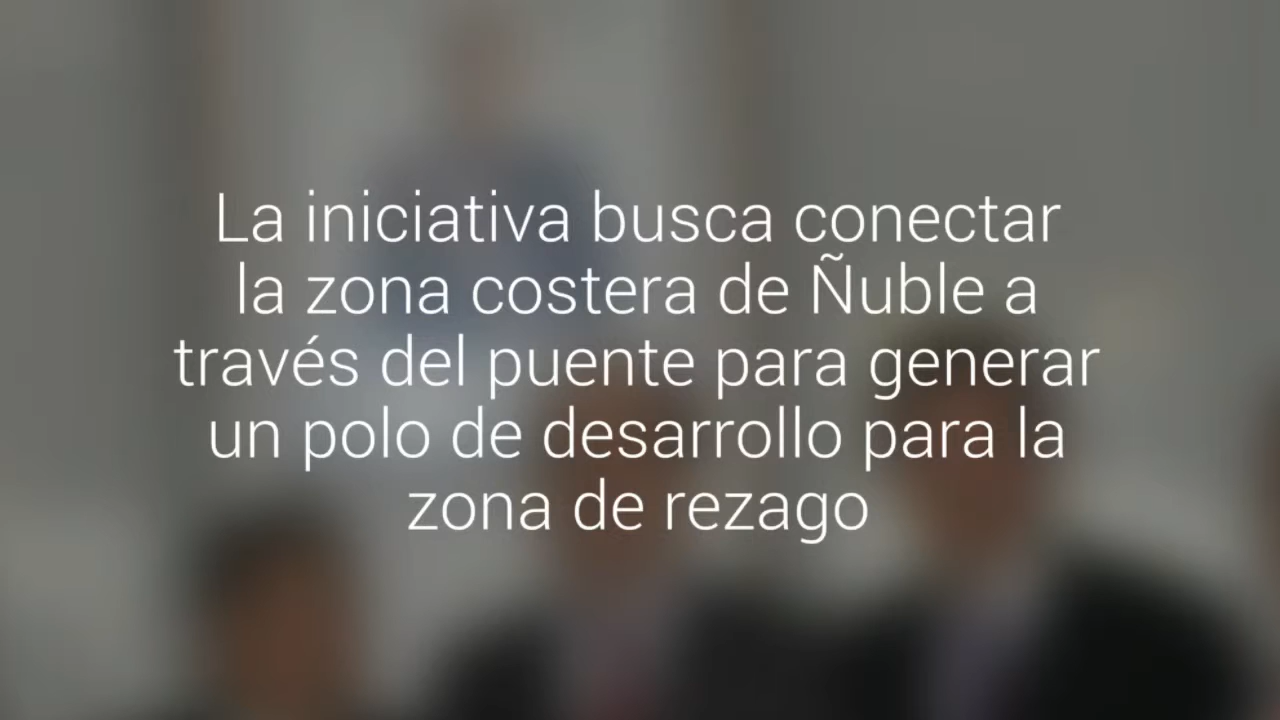 La iniciativa busca conectar
la zona costera de Ñuble a
través del puente para generar
un polo de desarrollo para la
zona de rezago